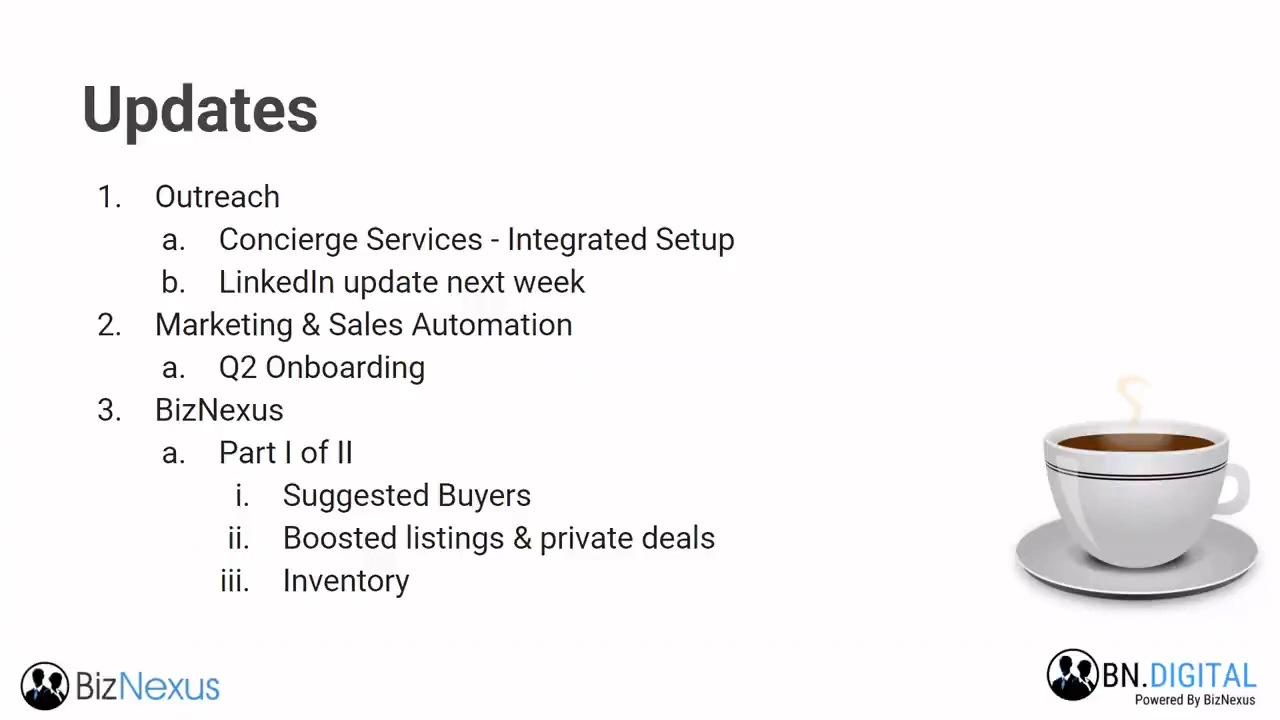 Updates
1. Outreach
a. Concierge Services - Integrated Setup
b. LinkedIn update next week
2. Marketing & Sales Automation
a. Q2 Onboarding
3. BizNexus
a. Part I of II
i. Suggested Buyers
ii. Boosted listings & private deals
iii. Inventory
BizNexus
BN.DIGITAL
Powered By BizNexus